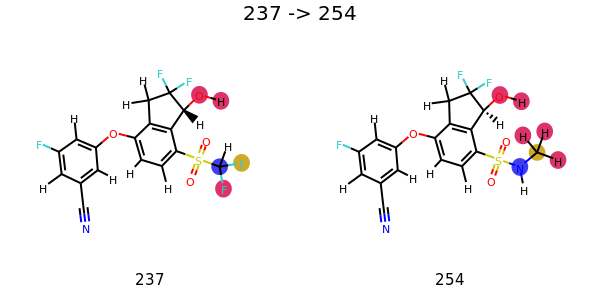 237 -> 254
F F H O H H H F O H H O S H F O F H H N
F F H O H H H H H H F O H O S N H O H H H H N
237 254